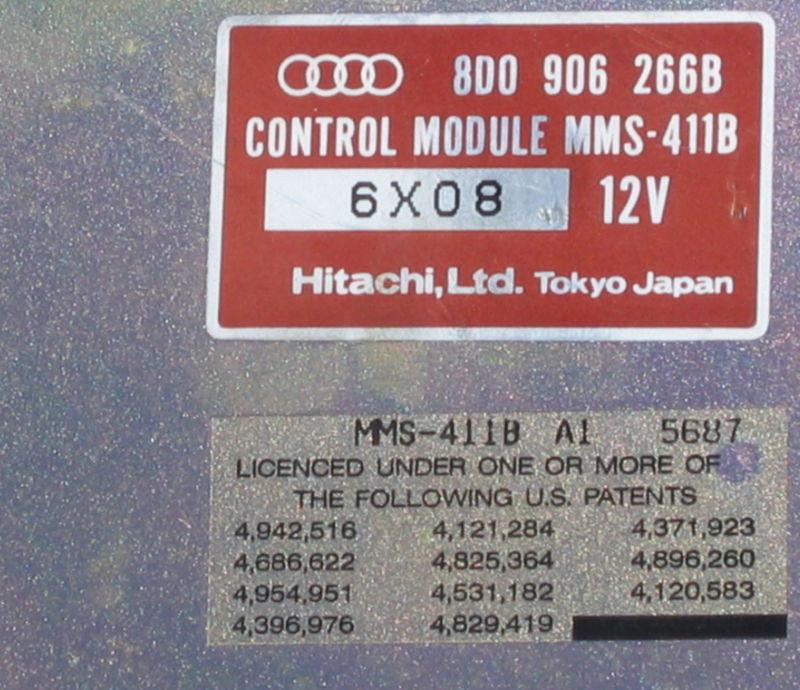 8D0 906 266B
CONTROL MODULE MMS-411B
6X08 12V
Hitachi, Ltd. Tokyo Japan
MMS-411B A1 5687
LICENCED UNDER ONE OR MORE OF
THE FOLLOWING U.S. PATENTS
4,942,516 4,121,284 4,371,923
4,686,622 4,825,364 4,896,260
4,954,951 4,531,182 4,120,583
4,396,976 4,829,419